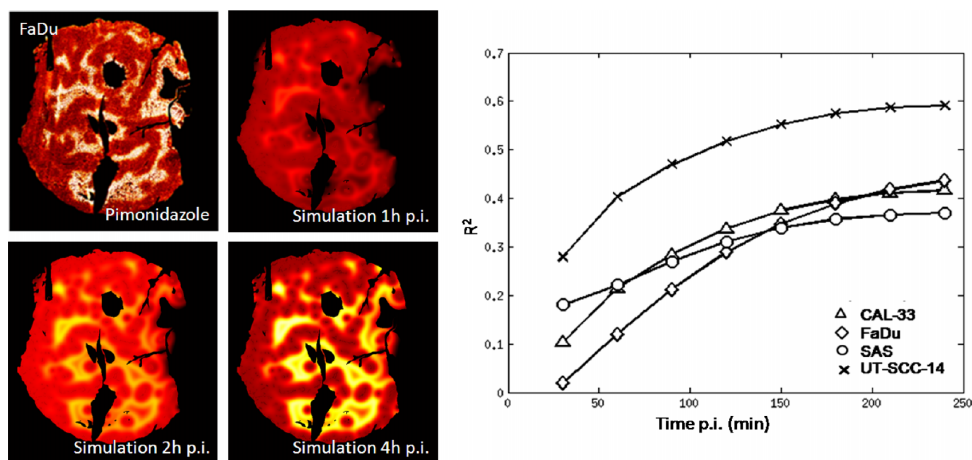 FaDu
Pimonidazole
Simulation 1h p.i.
Simulation 2h p.i.
Simulation 4h p.i.
0.7
0.6
0.5
0.4
0.3
0.2
0.1
0
R²
0 50 100 150 200 250
Time p.i. (min)
CAL-33
FaDu
SAS
UT-SCC-14